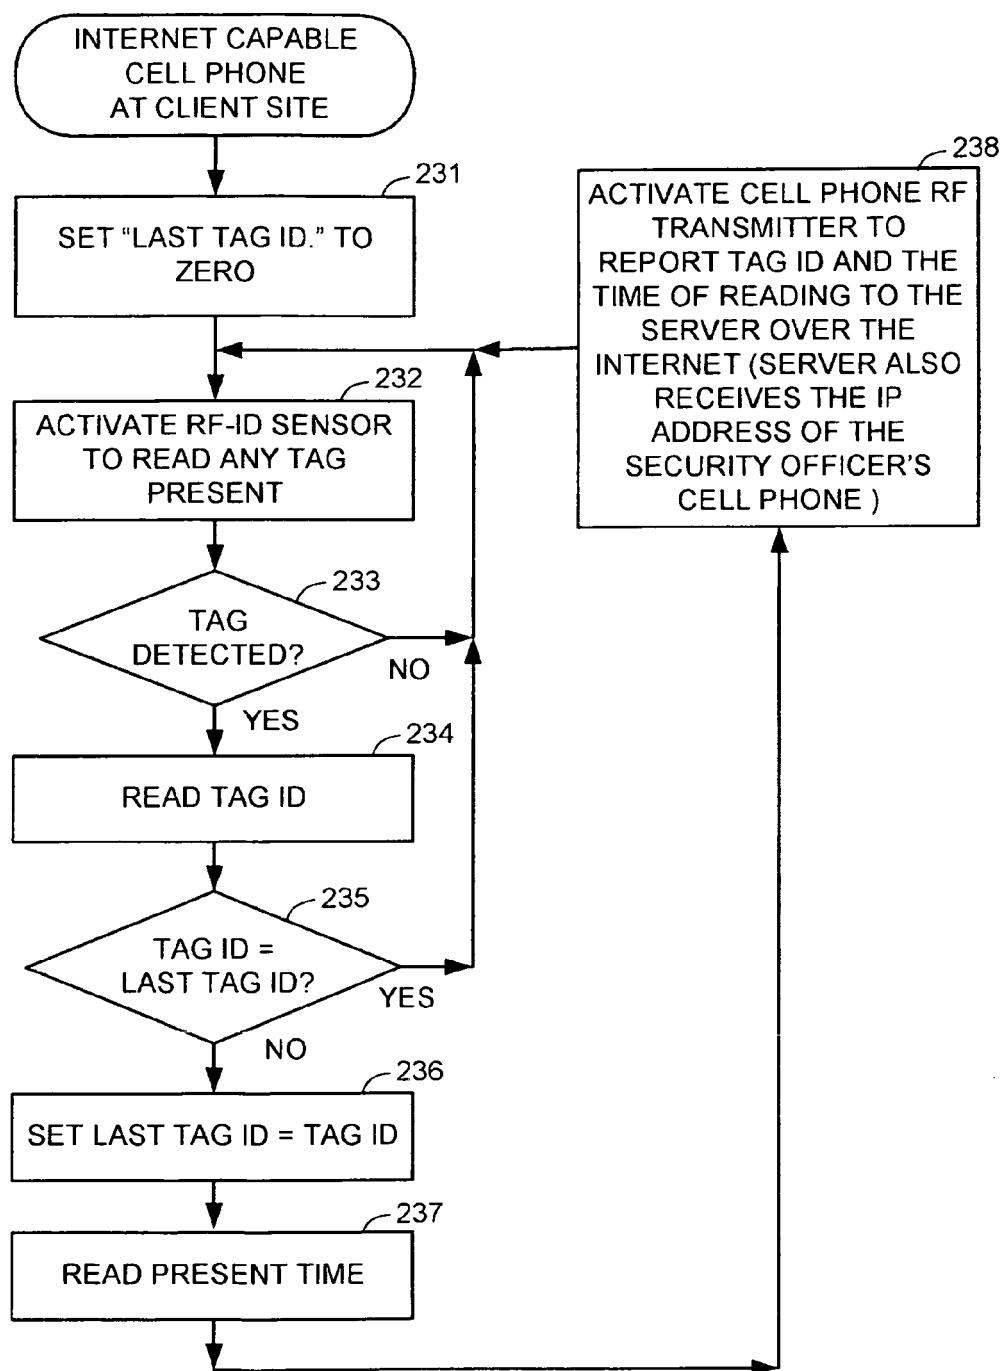 INTERNET CAPABLE
CELL PHONE
AT CLIENT SITE
231
SET “LAST TAG ID.” TO
ZERO
232
ACTIVATE RF-ID SENSOR
TO READ ANY TAG
PRESENT
233
TAG
DETECTED?
NO
YES
234
READ TAG ID
235
TAG ID =
LAST TAG ID?
YES
NO
236
SET LAST TAG ID = TAG ID
237
READ PRESENT TIME
238
ACTIVATE CELL PHONE RF
TRANSMITTER TO
REPORT TAG ID AND THE
TIME OF READING TO THE
SERVER OVER THE
INTERNET (SERVER ALSO
RECEIVES THE IP
ADDRESS OF THE
SECURITY OFFICER'S
CELL PHONE )